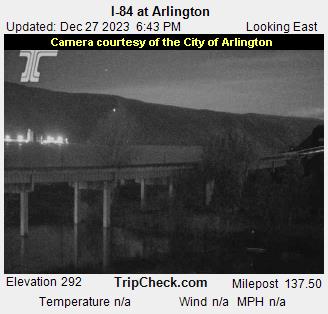 I-84 at Arlington
Updated: Dec 27 2023 6:43 PM Looking East
Camera courtesy of the City of Arlington
Elevation 292 TripCheck.com Milepost 137.50
Temperature n/a Wind n/a MPH n/a